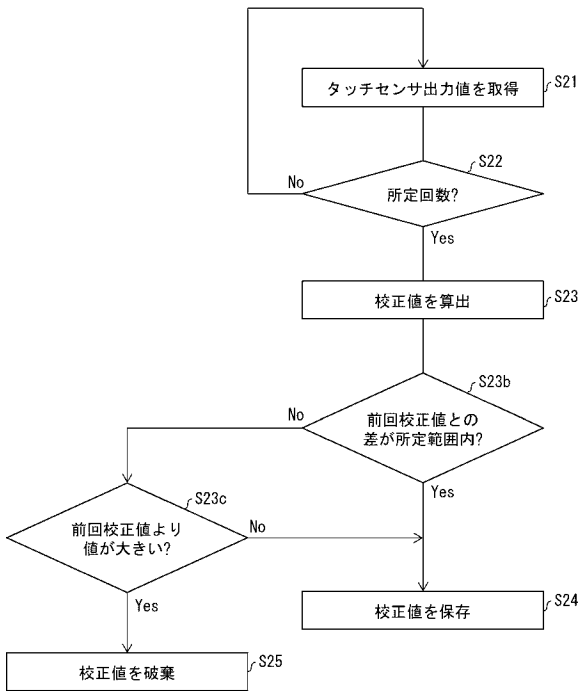 タッチセンサ出力値を取得
S21
S22
所定回数?
No
Yes
校正値を算出
S23
S23b
前回校正値との
差が所定範囲内?
No
Yes
S23c
前回校正値より
値が大きい?
No
Yes
校正値を保存
S24
校正値を破棄
S25